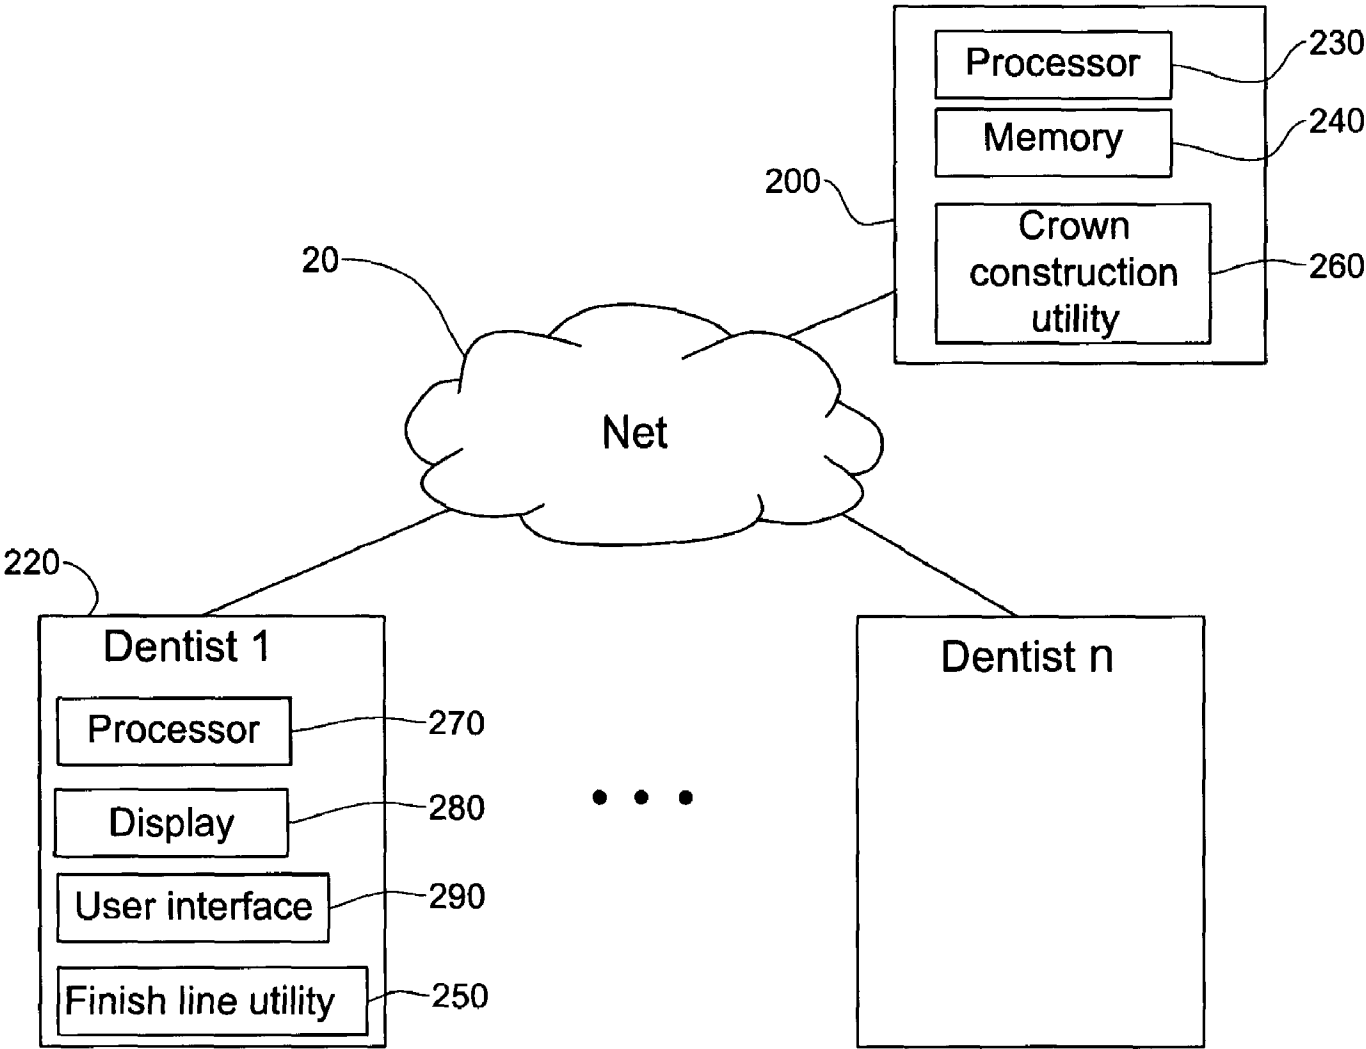 Processor
230
Memory
240
200
Crown
construction
utility
260
20
Net
220
Dentist 1
Processor
270
Display
280
User interface
290
Finish line utility
250
Dentist n